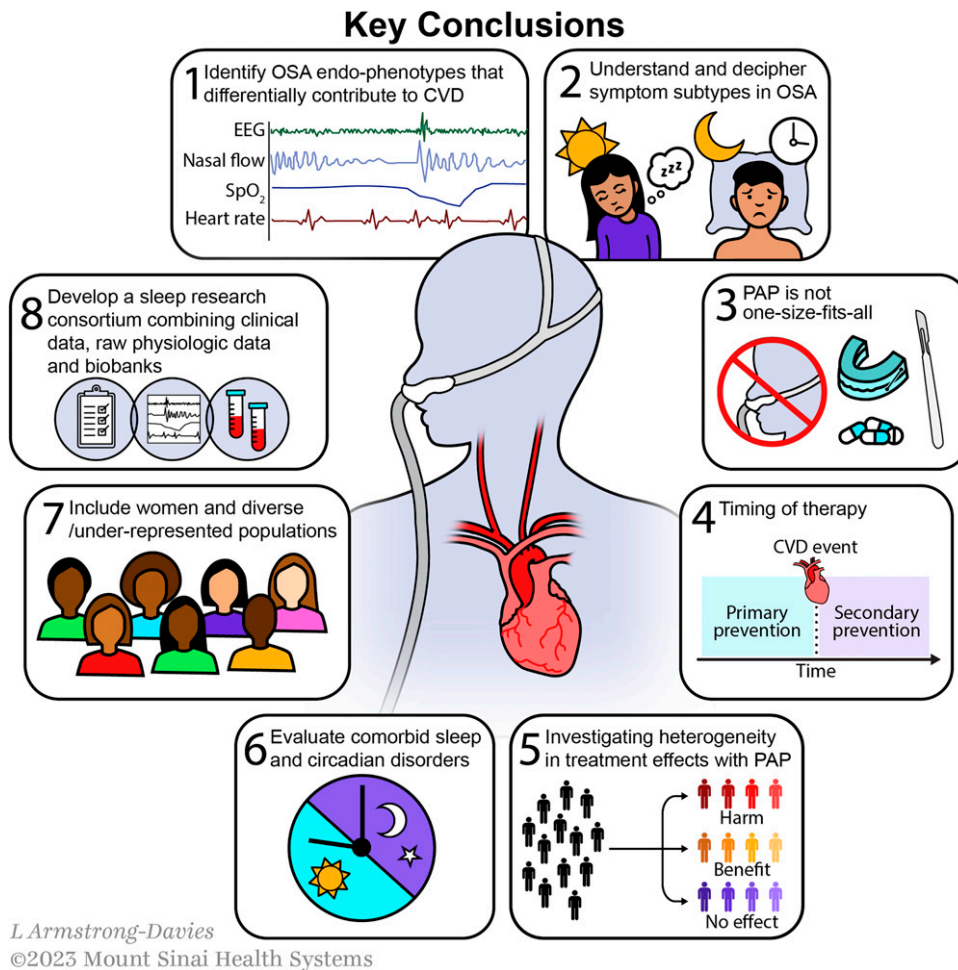 Key Conclusions
1 Identify OSA endo-phenotypes that
differentially contribute to CVD
EEG
Nasal flow
SpO₂
Heart rate
2 Understand and decipher
symptom subtypes in OSA
zzz
3 PAP is not
one-size-fits-all
4 Timing of therapy
CVD event
Primary
prevention
Secondary
prevention
Time
5 Investigating heterogeneity
in treatment effects with PAP
Harm
Benefit
No effect
6 Evaluate comorbid sleep
and circadian disorders
7 Include women and diverse
/under-represented populations
8 Develop a sleep research
consortium combining clinical
data, raw physiologic data
and biobanks
L Armstrong-Davies
©2023 Mount Sinai Health Systems